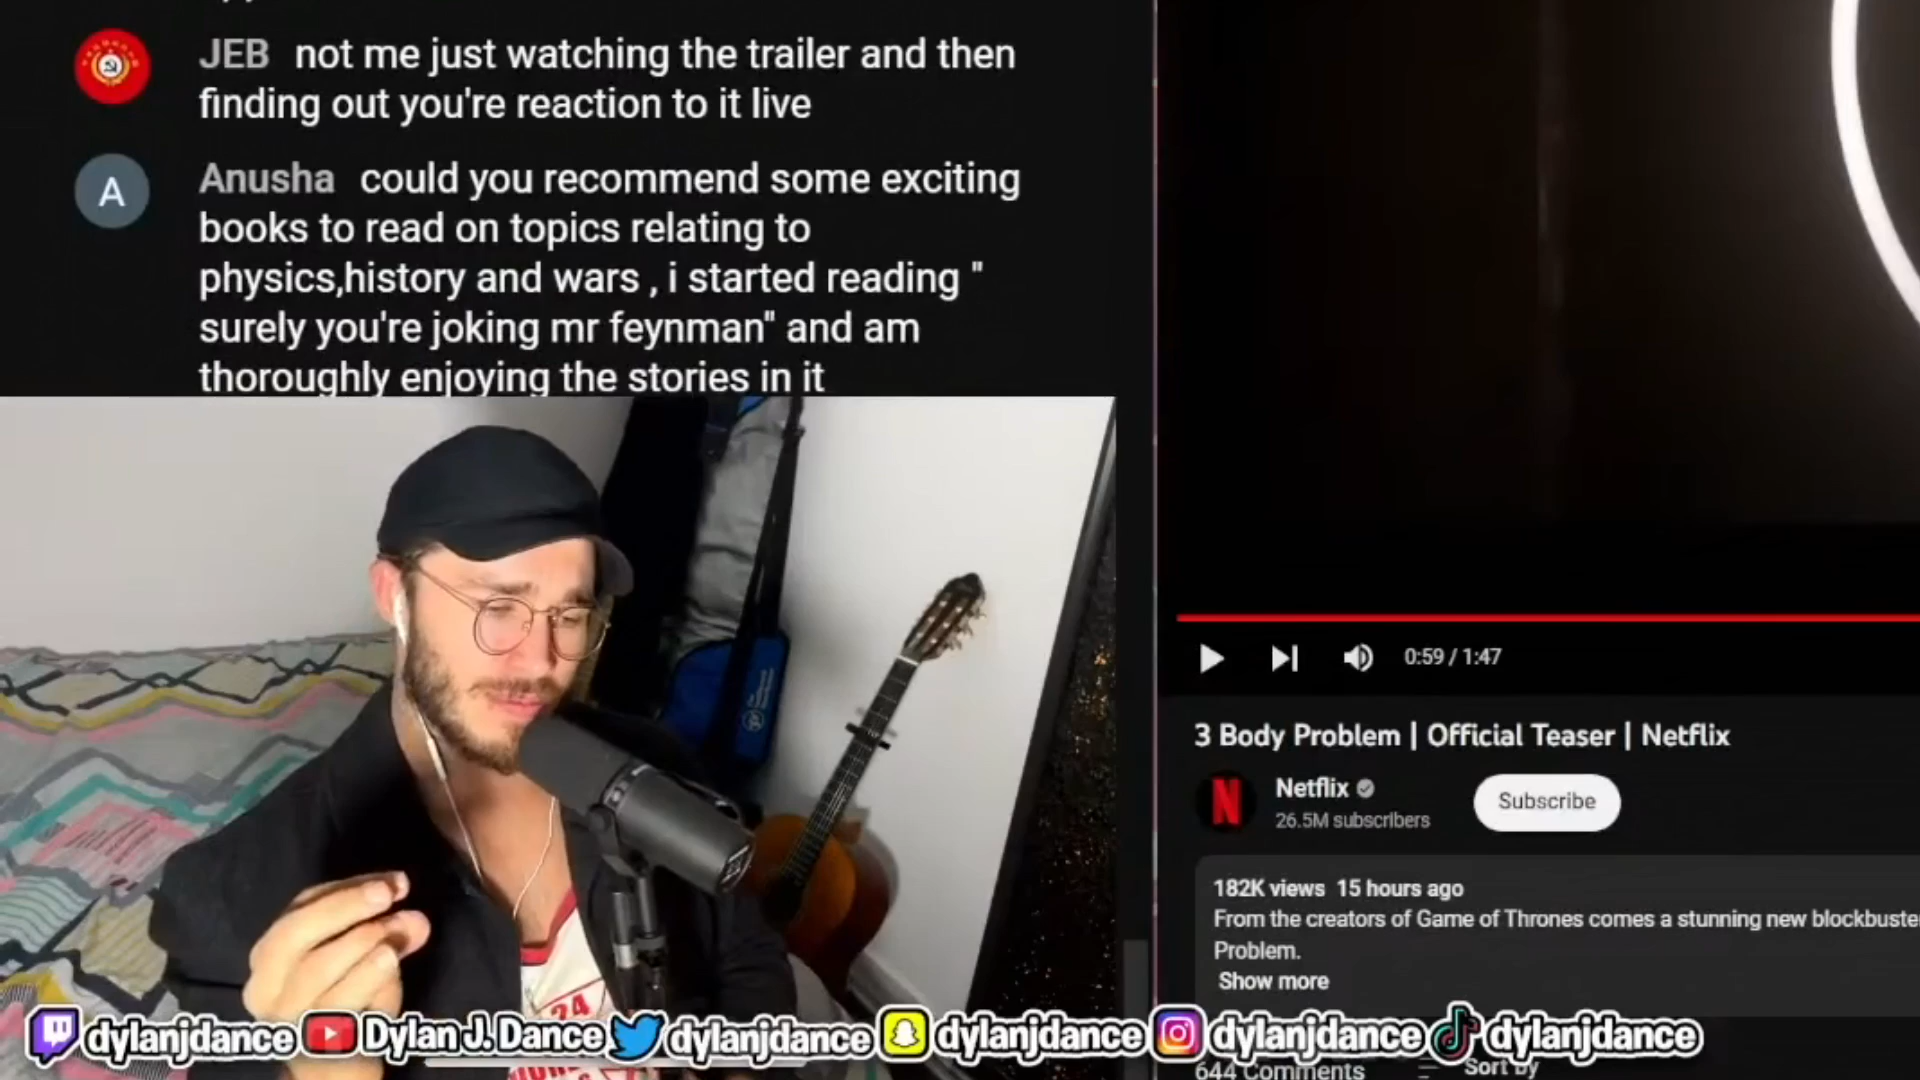 JEB not me just watching the trailer and then
finding out you're reaction to it live
A
Anusha could you recommend some exciting
books to read on topics relating to
physics,history and wars , i started reading "
surely you're joking mr feynman" and am
thoroughly enjoying the stories in it
24
0:59 / 1:47
3 Body Problem | Official Teaser | Netflix
N
Netflix
26.5M subscribers
Subscribe
182K views 15 hours ago
From the creators of Game of Thrones comes a stunning new blockbuste
Problem.
Show more
dylanjdance Dylan J. Dance dylanjdance dylanjdance dylanjdance dylanjdance
644 Comments Sort by